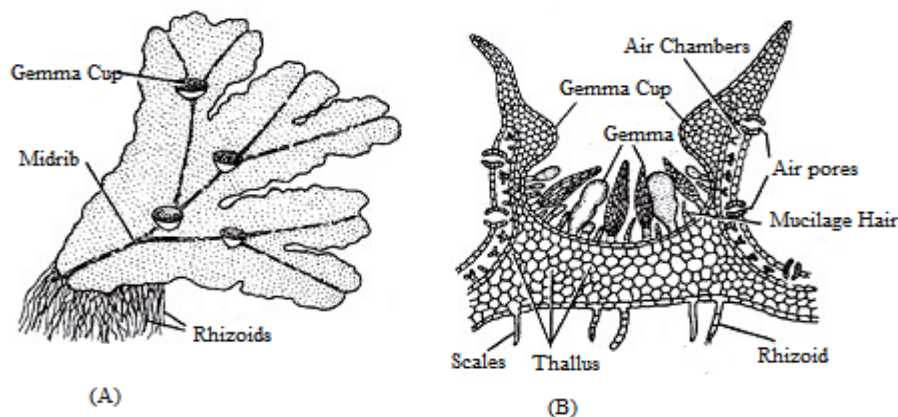 Gemma Cup
Midrib
Rhizoids
(A)
Air Chambers
Gemma Cup
Gemma
Air pores
Mucilage Hair
Scales
Thallus
Rhizoid
(B)